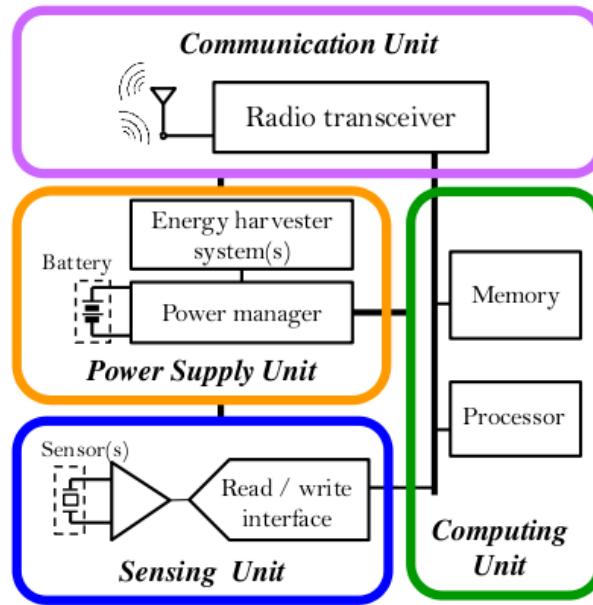 Communication Unit
Radio transceiver
Energy harvester
system(s)
Battery
Power manager
Power Supply Unit
Memory
Processor
Sensor(s)
Read / write
interface
Sensing Unit
Computing
Unit